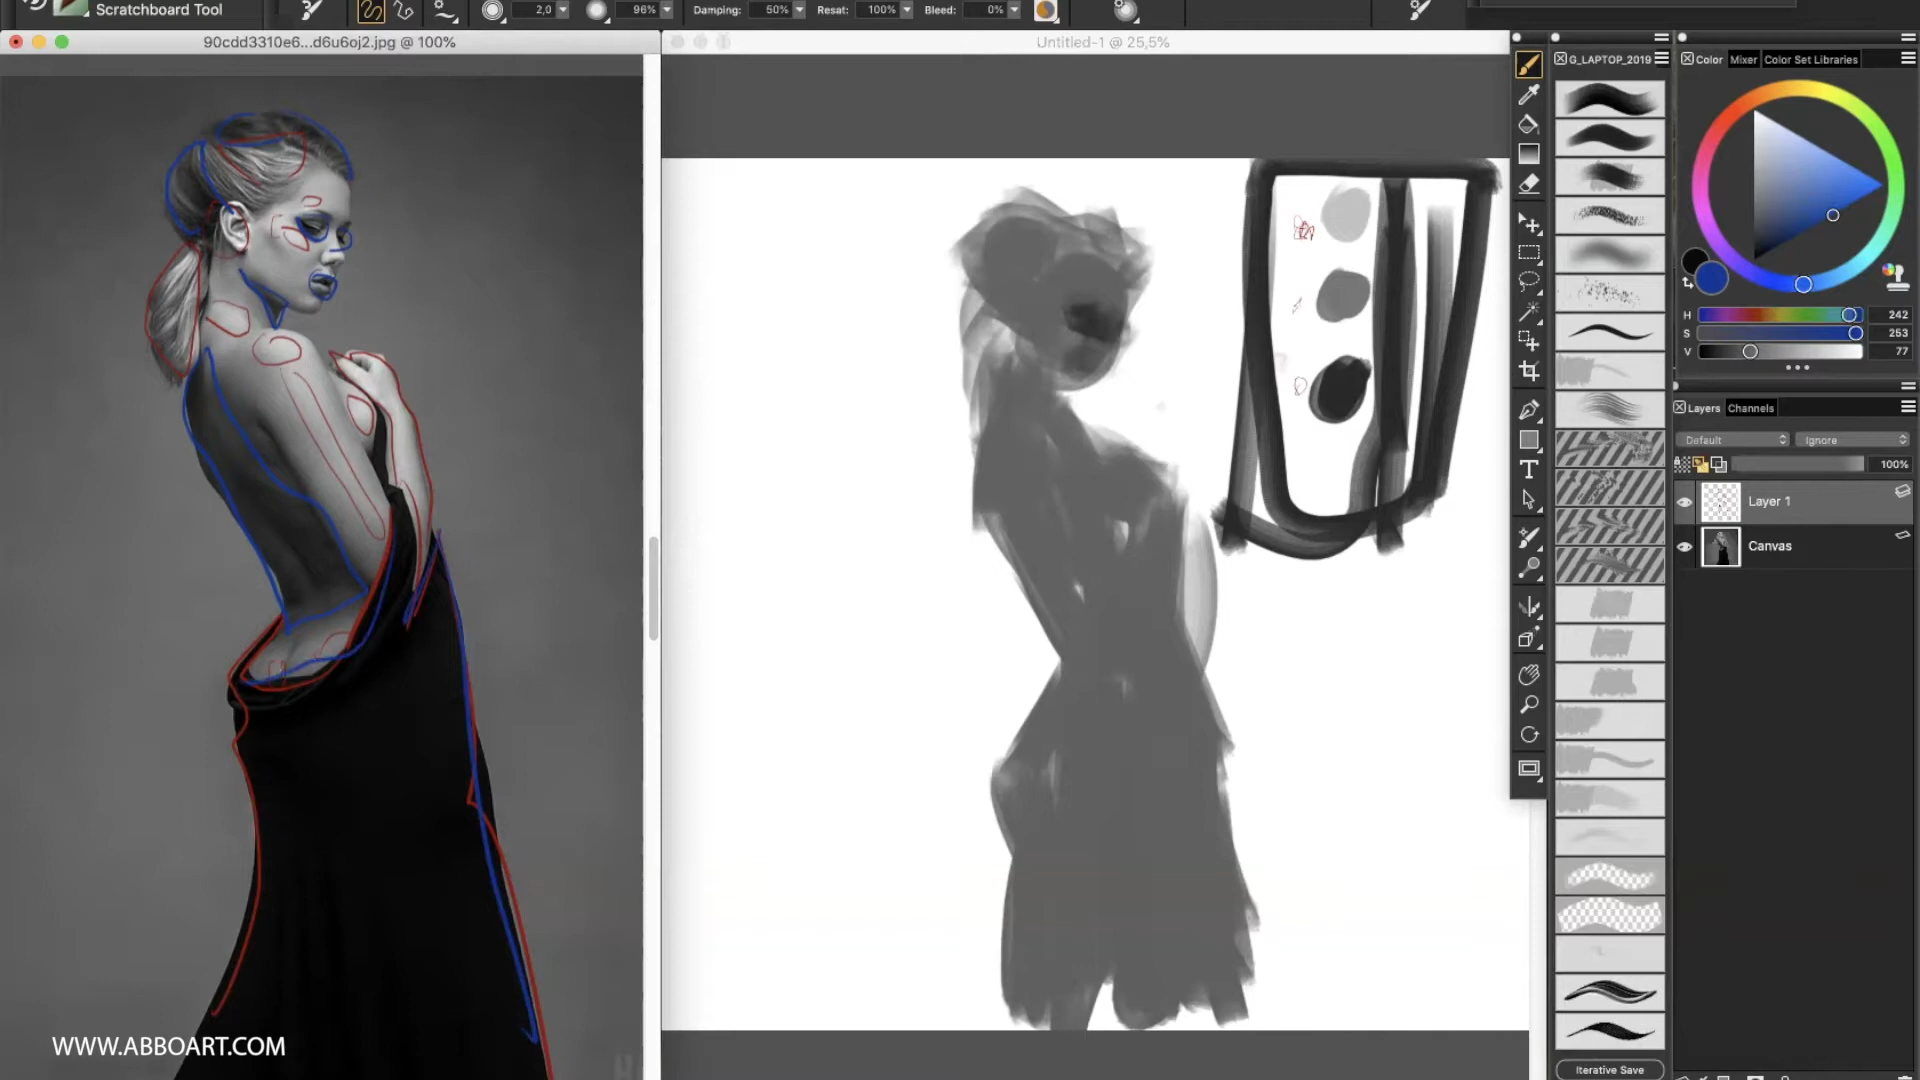 Scratchboard Tool
2,0
96%
Damping: 50%
Resat: 100%
Bleed: 0%
90cdd3310e6...d6u6oj2.jpg @ 100%
Untitled-1 @ 25,5%
G_LAPTOP_2019
Color
Mixer
Color Set Libraries
H 242
S 253
V 77
Layers
Channels
Default
Ignore
100%
Layer 1
Canvas
T
Iterative Save
WWW.ABBOART.COM